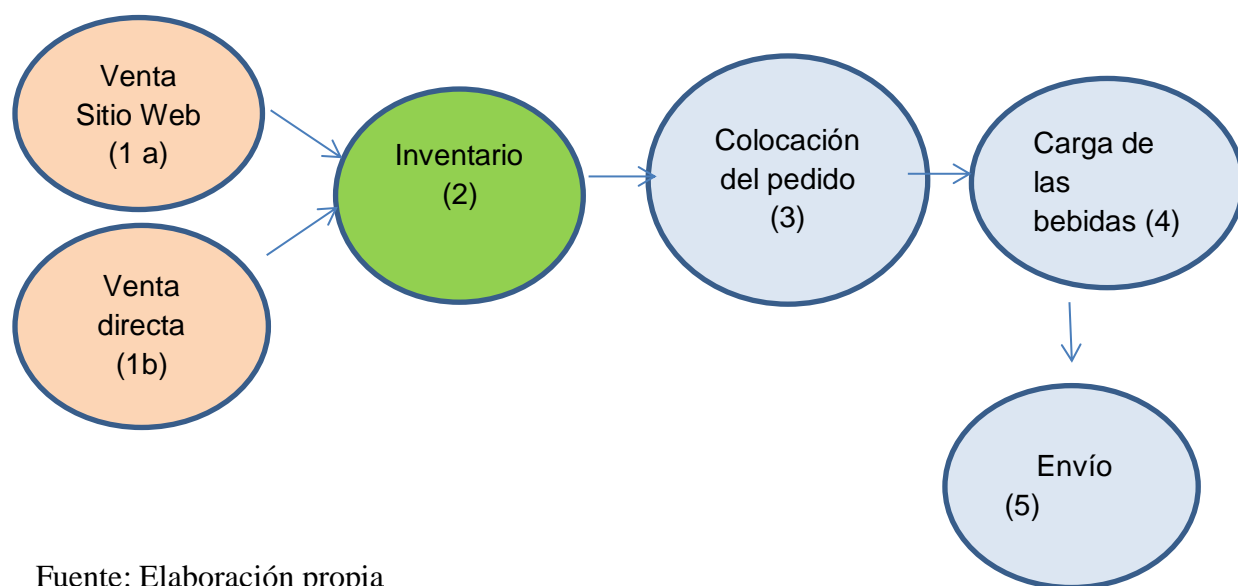 Venta
Sitio Web
(1 a)
Venta
directa
(1b)
Inventario
(2)
Colocación
del pedido
(3)
Carga de
las
bebidas (4)
Envío
(5)
Fuente: Elaboración propia